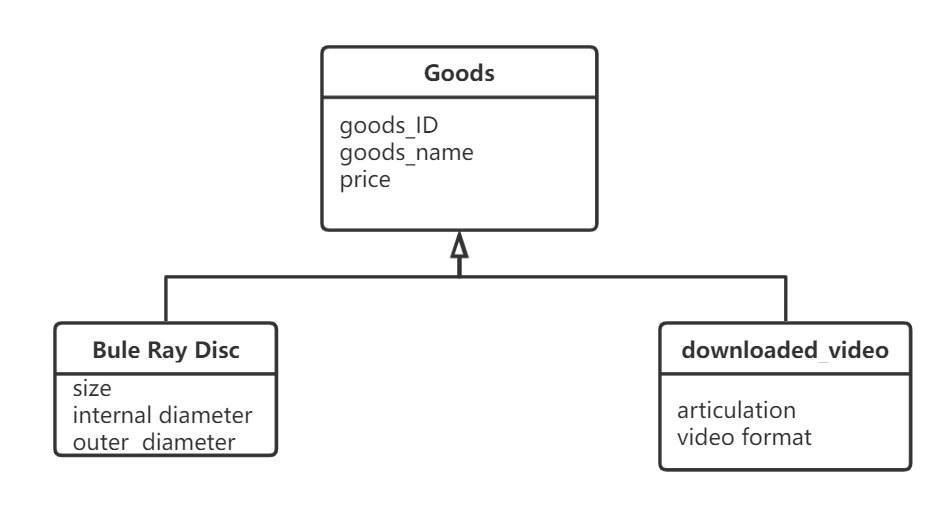 Goods
goods_ID
goods_name
price
Bule Ray Disc
size
internal diameter
outer_diameter
downloaded_video
articulation
video format